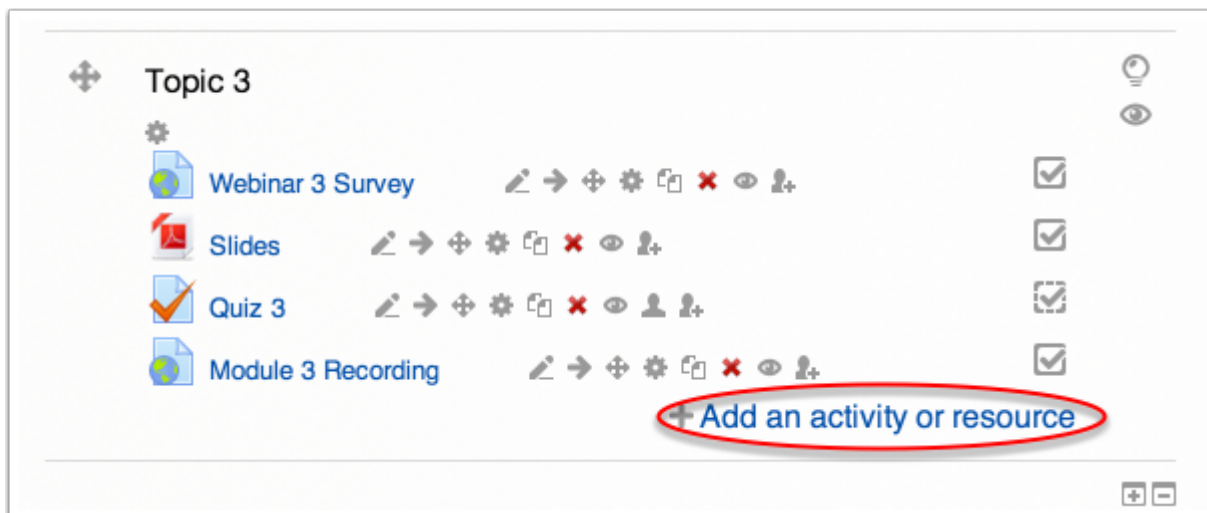 Topic 3
Webinar 3 Survey
Slides
Quiz 3
Module 3 Recording
+ Add an activity or resource